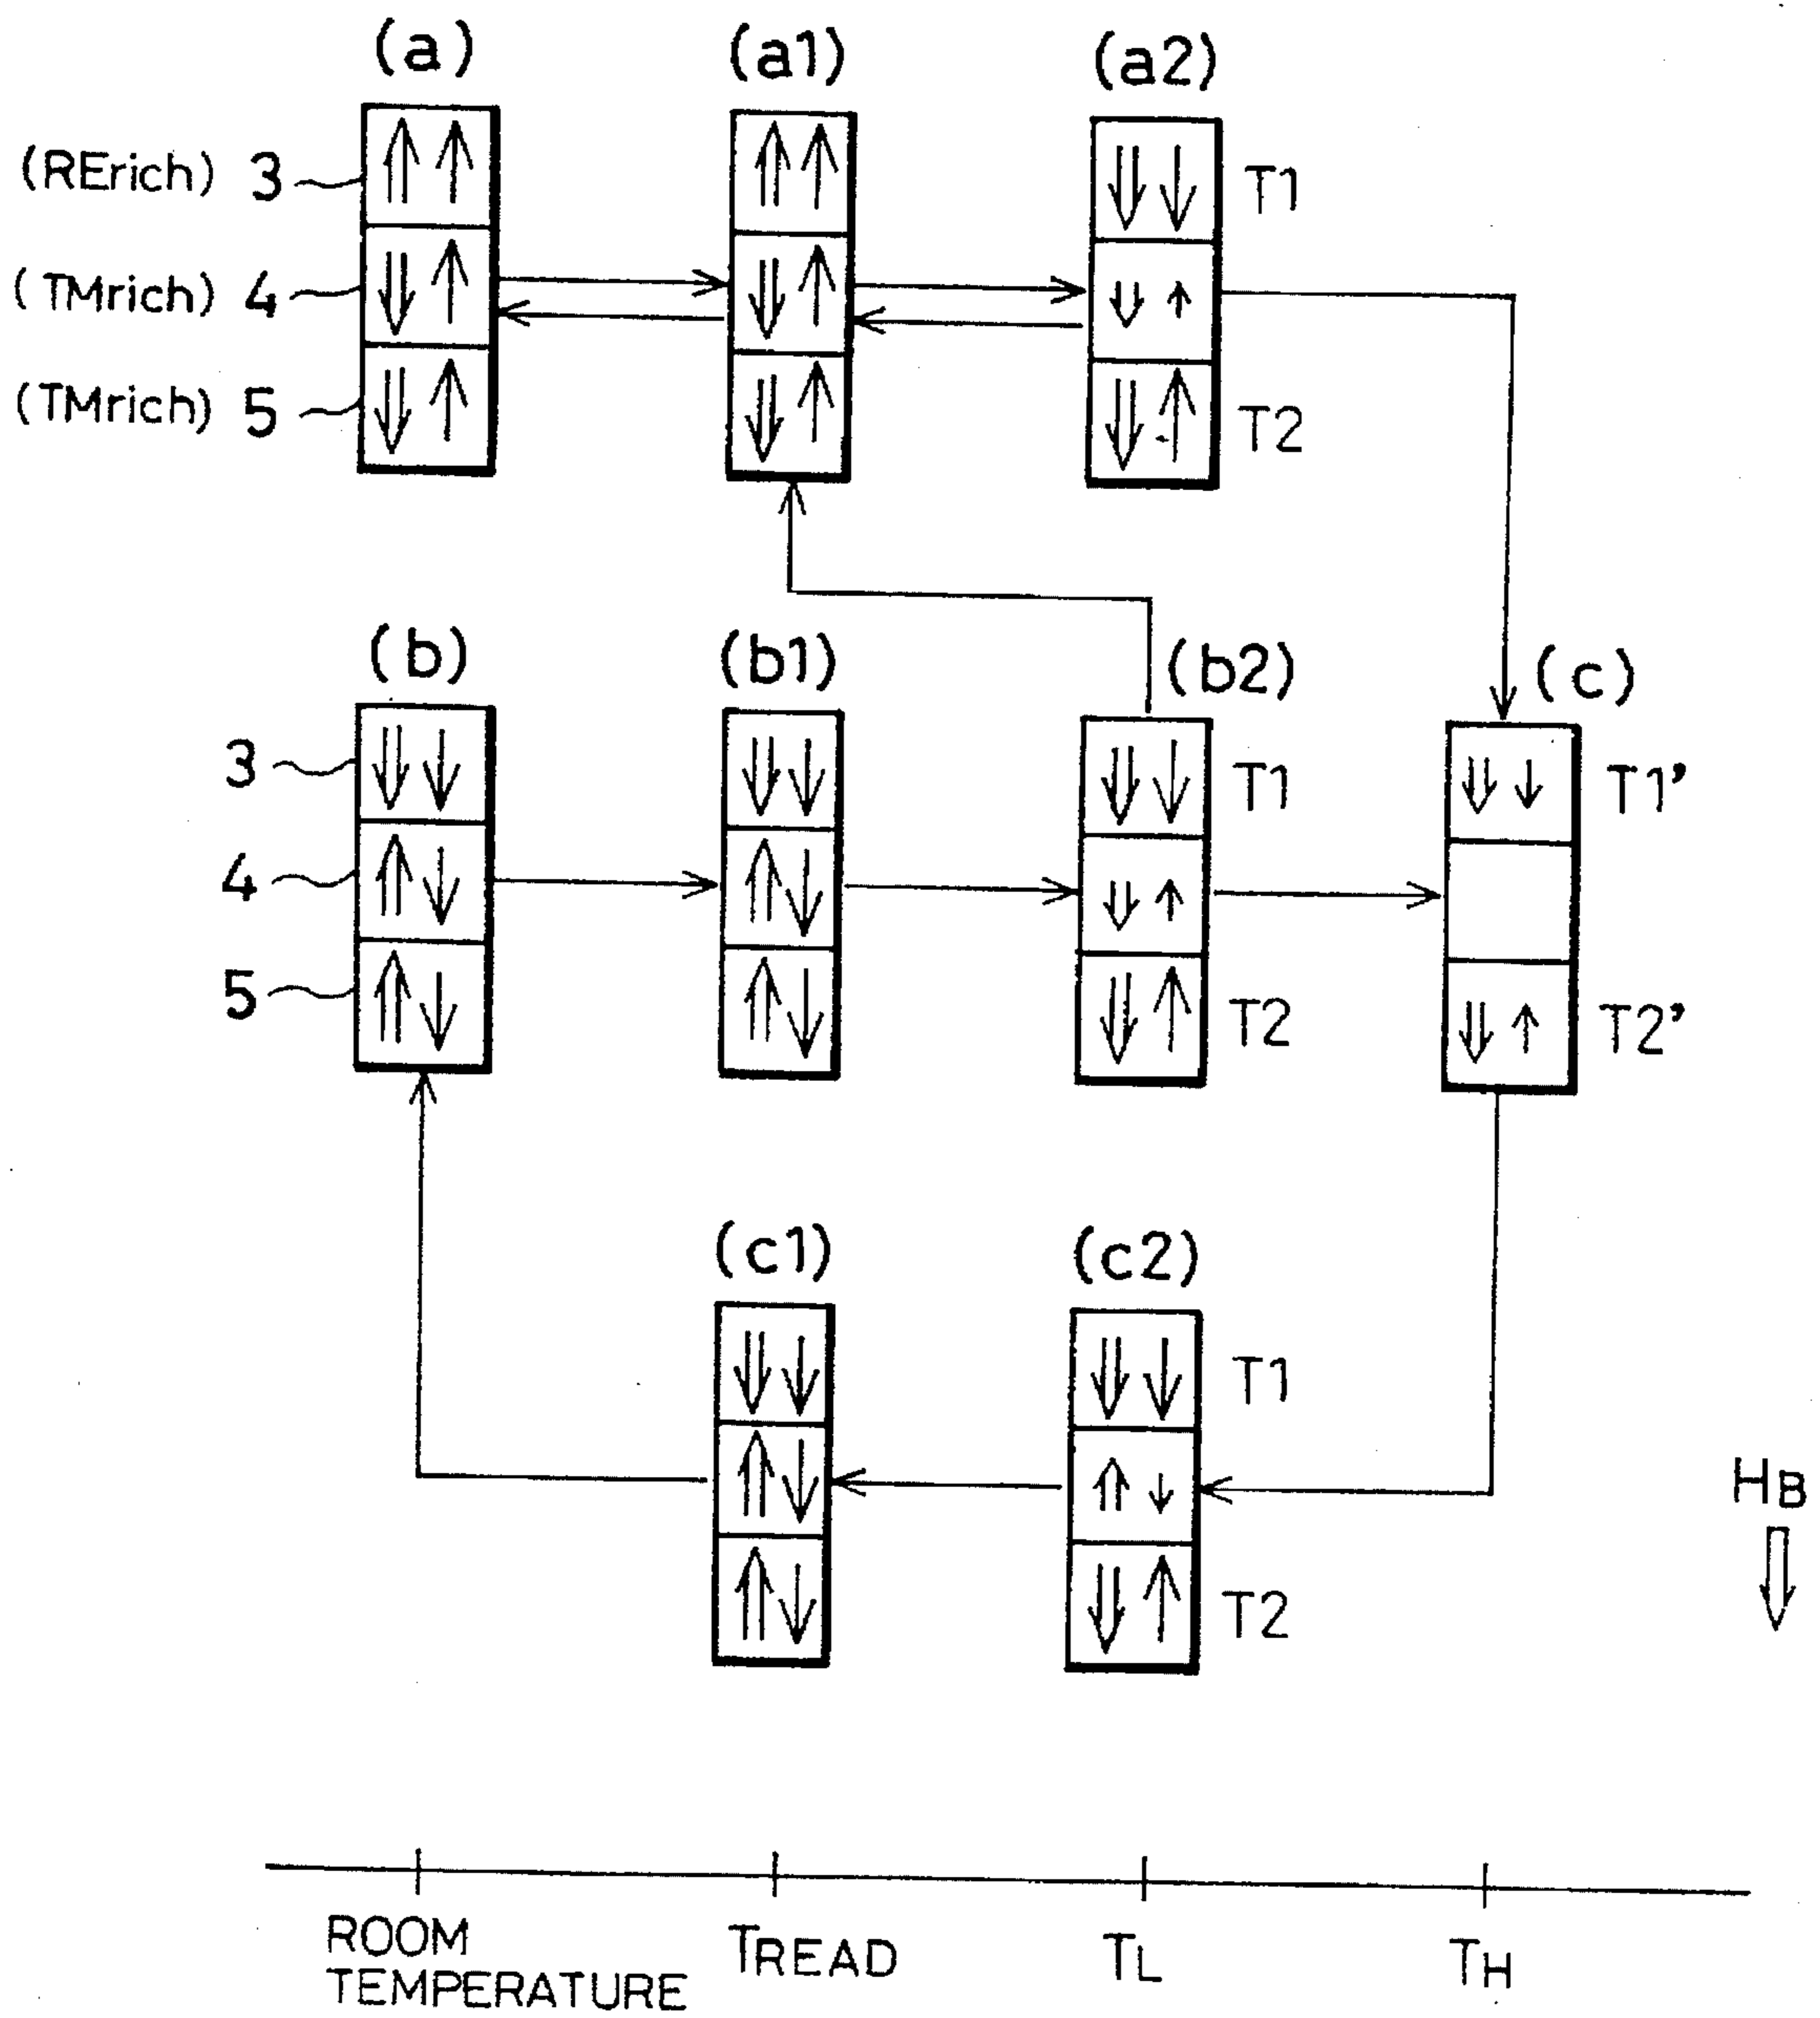 (a) (a1) (a2)
(RErich) 3 T1
(TMrich) 4
(TMrich) 5 T2
(b) (b1) (b2) (c)
3 T1 T1’
4
5 T2 T2’
(c1) (c2)
T1
HB
T2
ROOM TEMPERATURE
TREAD TL TH